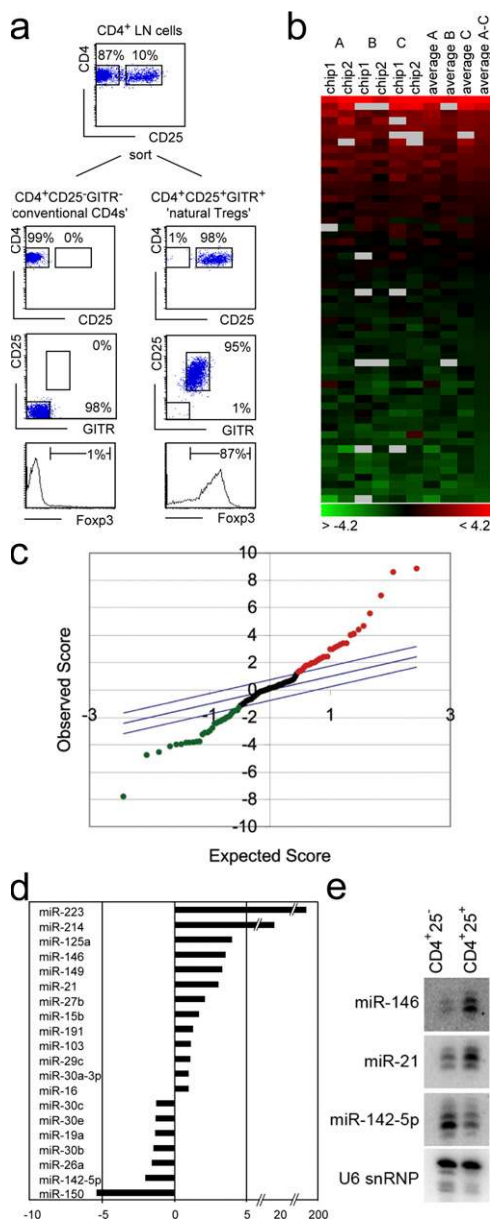 a
CD4⁺ LN cells
87% 10%
CD4
CD25
sort
CD4⁺CD25⁻GITR⁻
'conventional CD4s'
CD4⁺CD25⁺GITR⁺
'natural Tregs'
99% 0%
CD4
CD25
1% 98%
CD4
CD25
0%
98%
CD25
GITR
95%
1%
CD25
GITR
1%
Foxp3
87%
Foxp3
b
A B C
chip1 chip2 chip1 chip2 chip1 chip2 average A average B average C average A-C
> -4.2 < 4.2
c
Observed Score
10
8
6
4
2
0
-2
-4
-6
-8
-10
-3 -1 1 3
Expected Score
d
miR-223
miR-214
miR-125a
miR-146
miR-149
miR-21
miR-27b
miR-15b
miR-191
miR-103
miR-29c
miR-30a-3p
miR-16
miR-30c
miR-30e
miR-19a
miR-30b
miR-26a
miR-142-5p
miR-150
-10 -5 0 5 20 200
e
CD4⁺25⁻ CD4⁺25⁺
miR-146
miR-21
miR-142-5p
U6 snRNP